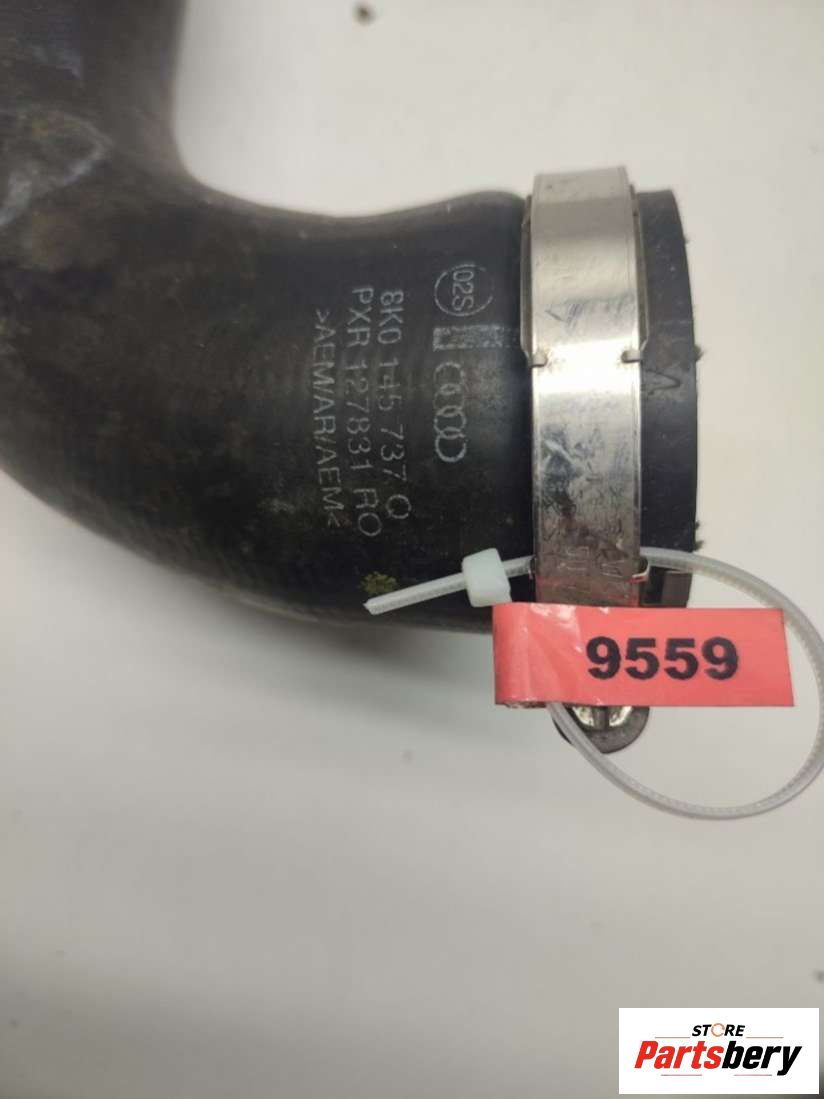 02S
8K0 145 737 Q
PXR 127831 RO
>AEM/AR/AEM<
9559
STORE
Partsbery